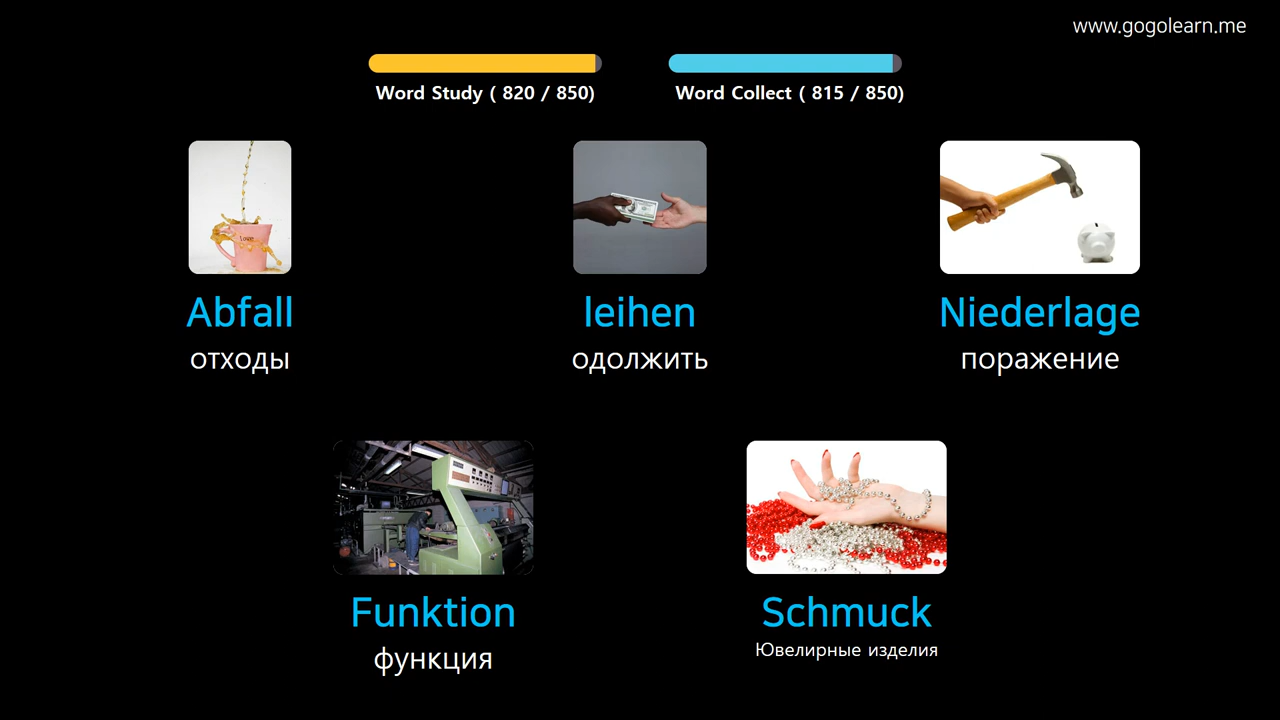 www.gogolearn.me
Word Study ( 820 / 850)
Word Collect ( 815 / 850)
Love
Abfall
leihen
Niederlage
отходы
одолжить
поражение
Funktion
Schmuck
функция
Ювелирные изделия